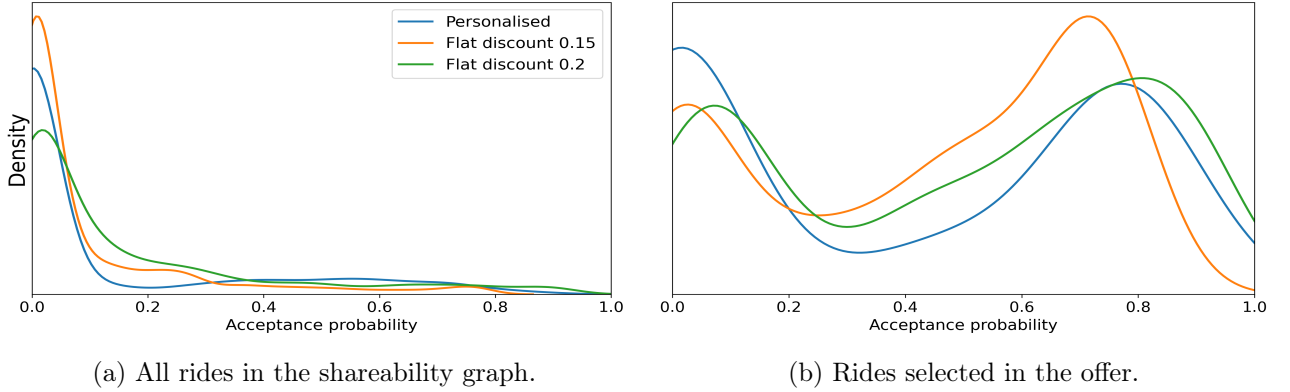 Personalised
Flat discount 0.15
Flat discount 0.2
Density
0.0 0.2 0.4 0.6 0.8 1.0
Acceptance probability
(a) All rides in the shareability graph.
0.0 0.2 0.4 0.6 0.8 1.0
Acceptance probability
(b) Rides selected in the offer.